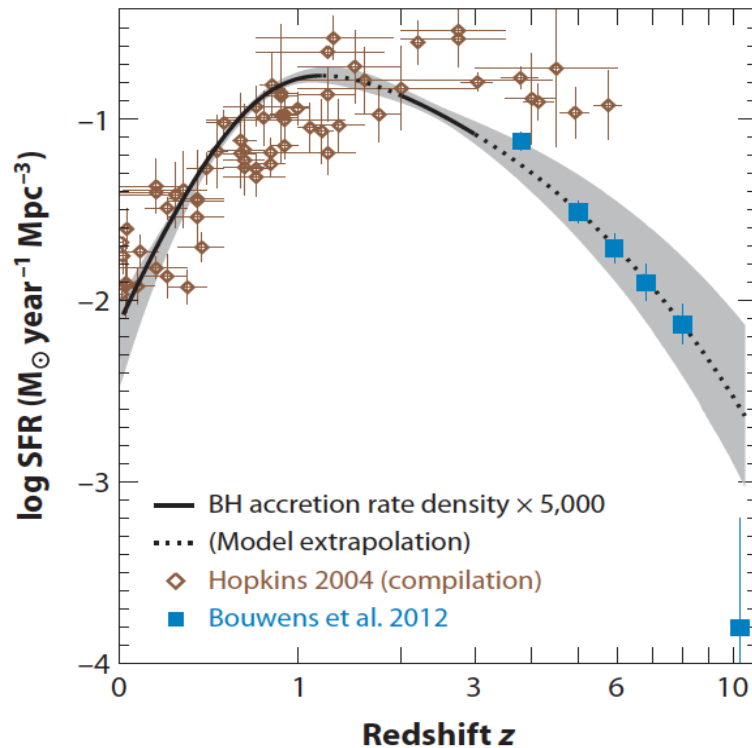 log SFR (M⊙ year⁻¹ Mpc⁻³)
−1
−2
−3
−4
BH accretion rate density × 5,000
(Model extrapolation)
Hopkins 2004 (compilation)
Bouwens et al. 2012
0 1 3 6 10
Redshift z